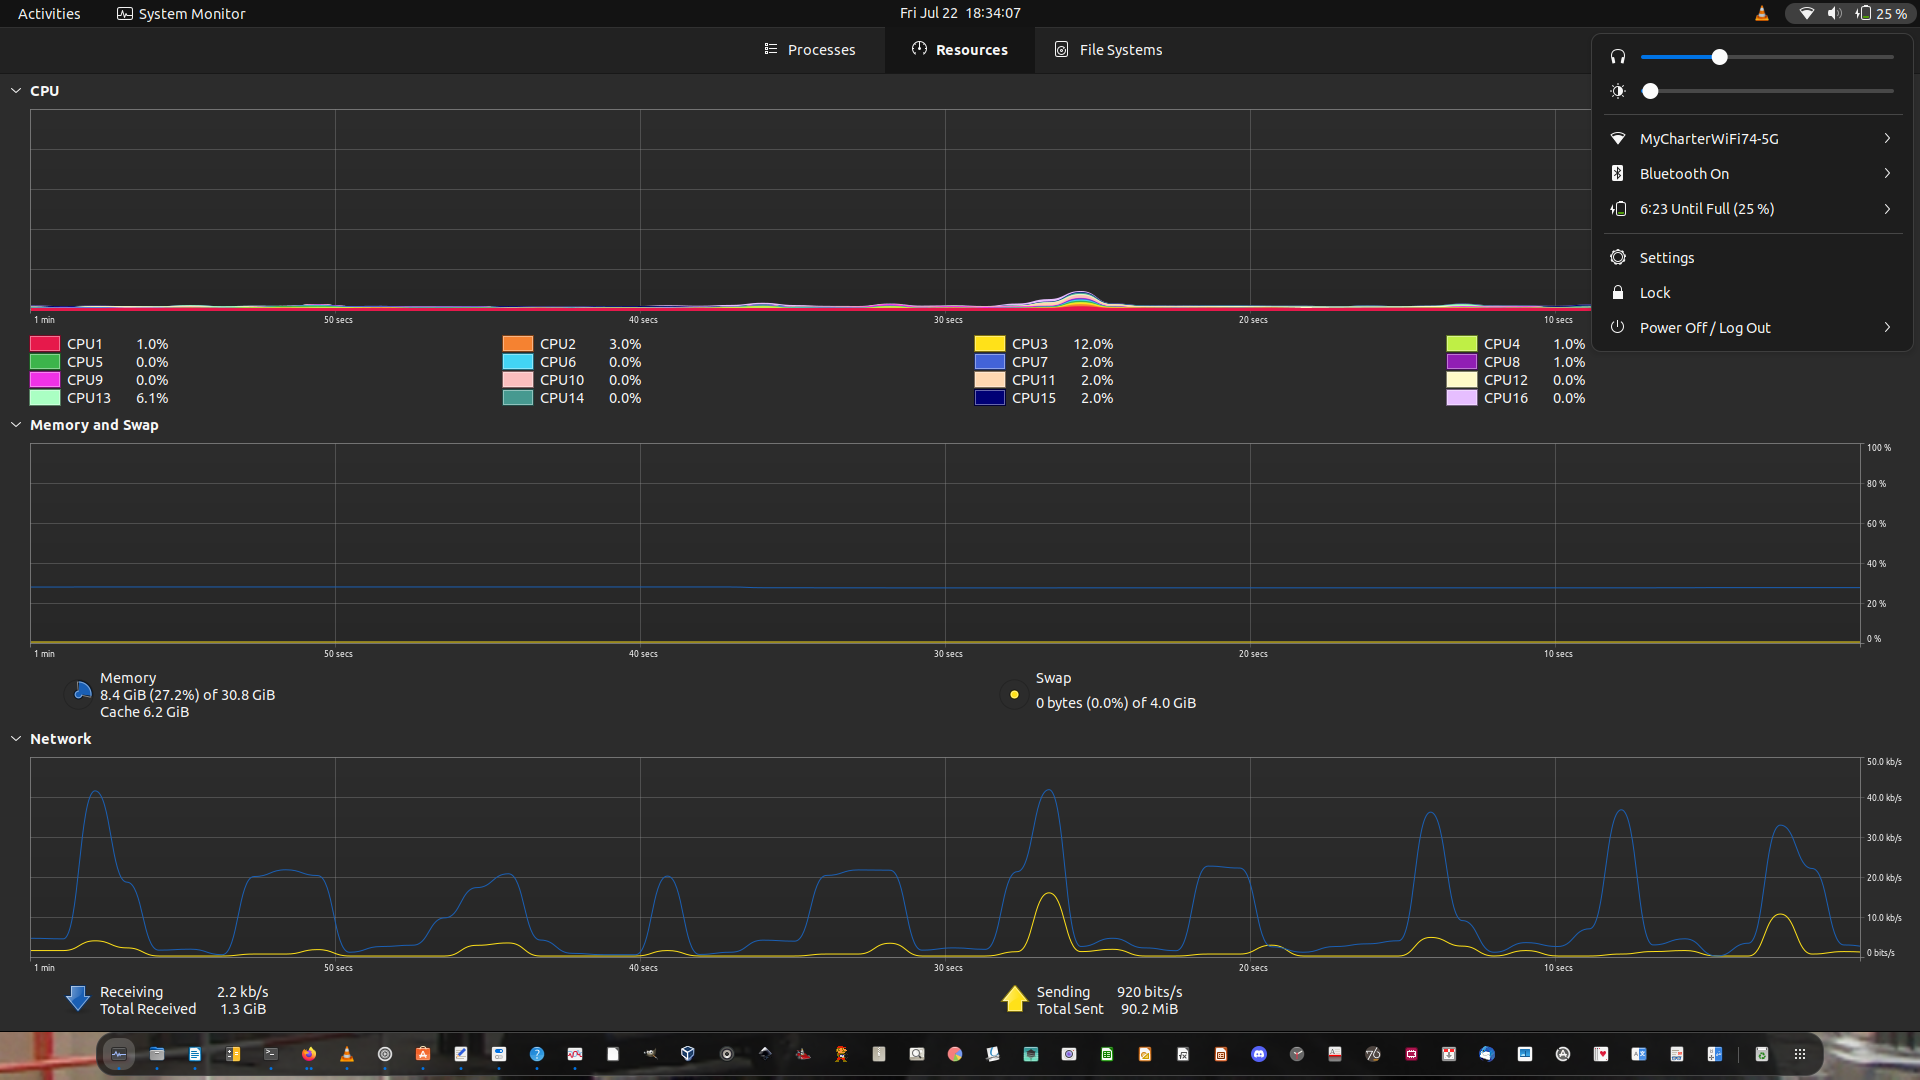 Activities System Monitor Fri Jul 22 18:34:07 25 %
Processes Resources File Systems
CPU
1 min 50 secs 40 secs 30 secs 20 secs 10 secs
CPU1 1.0% CPU2 3.0% CPU3 12.0% CPU4 1.0%
CPU5 0.0% CPU6 0.0% CPU7 2.0% CPU8 1.0%
CPU9 0.0% CPU10 0.0% CPU11 2.0% CPU12 0.0%
CPU13 6.1% CPU14 0.0% CPU15 2.0% CPU16 0.0%
MyCharterWiFi74-5G
Bluetooth On
6:23 Until Full (25 %)
Settings
Lock
Power Off / Log Out
Memory and Swap
100 %
80 %
60 %
40 %
20 %
0 %
1 min 50 secs 40 secs 30 secs 20 secs 10 secs
Memory
8.4 GiB (27.2%) of 30.8 GiB
Cache 6.2 GiB
Swap
0 bytes (0.0%) of 4.0 GiB
Network
50.0 kb/s
40.0 kb/s
30.0 kb/s
20.0 kb/s
10.0 kb/s
0 bits/s
1 min 50 secs 40 secs 30 secs 20 secs 10 secs
Receiving 2.2 kb/s
Total Received 1.3 GiB
Sending 920 bits/s
Total Sent 90.2 MiB
76